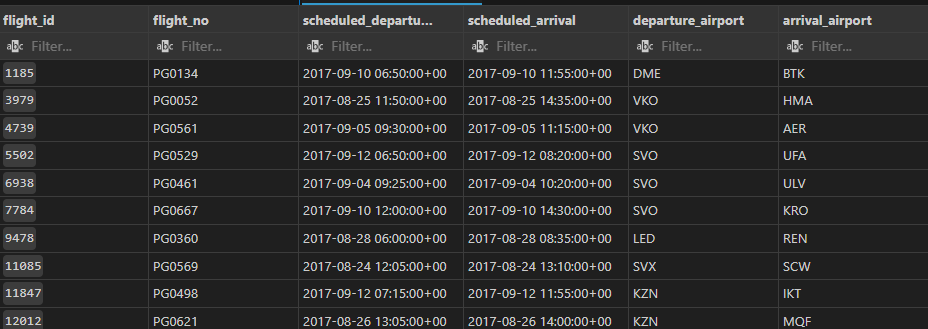 flight_id flight_no scheduled_departu... scheduled_arrival departure_airport arrival_airport
abc Filter... abc Filter... abc Filter... abc Filter... abc Filter... abc Filter...
1185 PG0134 2017-09-10 06:50:00+00 2017-09-10 11:55:00+00 DME BTK
3979 PG0052 2017-08-25 11:50:00+00 2017-08-25 14:35:00+00 VKO HMA
4739 PG0561 2017-09-05 09:30:00+00 2017-09-05 11:15:00+00 VKO AER
5502 PG0529 2017-09-12 06:50:00+00 2017-09-12 08:20:00+00 SVO UFA
6938 PG0461 2017-09-04 09:25:00+00 2017-09-04 10:20:00+00 SVO ULV
7784 PG0667 2017-09-10 12:00:00+00 2017-09-10 14:30:00+00 SVO KRO
9478 PG0360 2017-08-28 06:00:00+00 2017-08-28 08:35:00+00 LED REN
11085 PG0569 2017-08-24 12:05:00+00 2017-08-24 13:10:00+00 SVX SCW
11847 PG0498 2017-09-12 07:15:00+00 2017-09-12 11:55:00+00 KZN IKT
12012 PG0621 2017-08-26 13:05:00+00 2017-08-26 14:00:00+00 KZN MQF